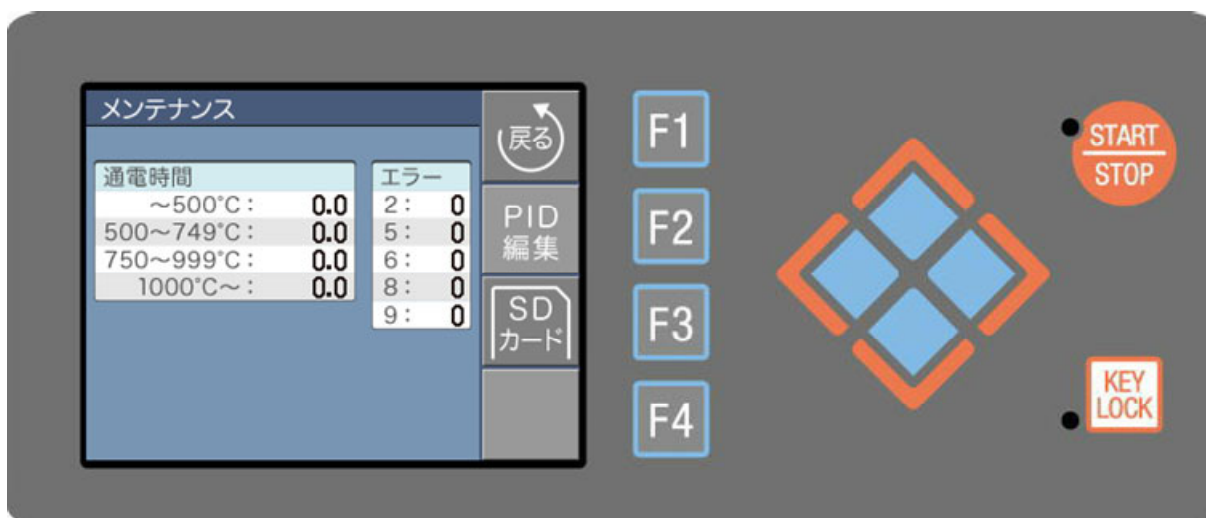 メンテナンス
通電時間
～500℃： 0.0
500～749℃： 0.0
750～999℃： 0.0
1000℃～： 0.0
エラー
2： 0
5： 0
6： 0
8： 0
9： 0
戻る
PID
編集
SD
カード
F1
F2
F3
F4
START
STOP
KEY
LOCK